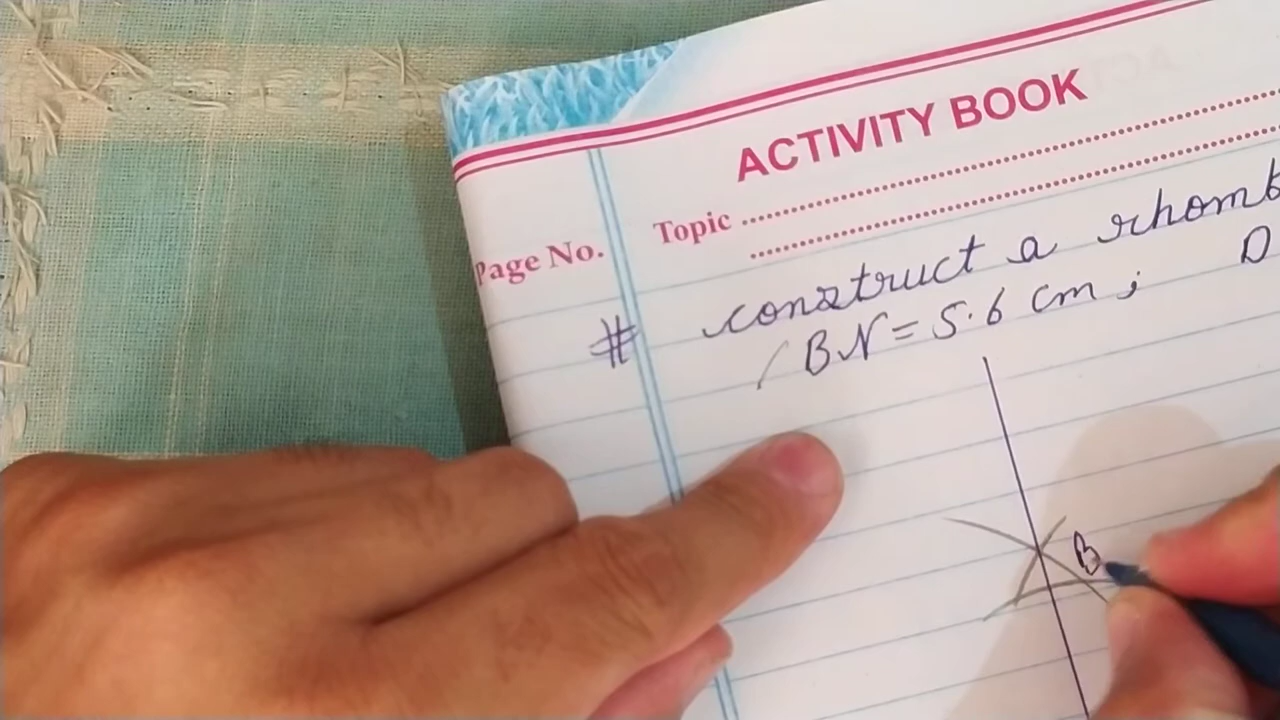 ACTIVITY BOOK
Page No.
Topic
# construct a rhomb
BN = 5.6 cm ; D
B